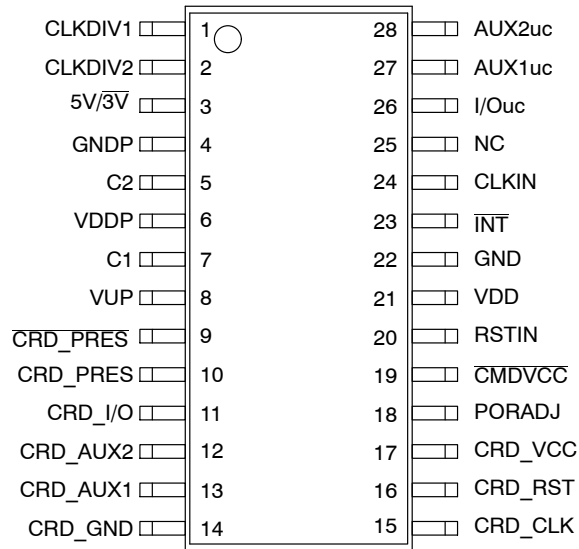 CLKDIV1 1 28 AUX2uc
CLKDIV2 2 27 AUX1uc
5V/3V 3 26 I/Ouc
GNDP 4 25 NC
C2 5 24 CLKIN
VDDP 6 23 INT
C1 7 22 GND
VUP 8 21 VDD
CRD_PRES 9 20 RSTIN
CRD_PRES 10 19 CMDVCC
CRD_I/O 11 18 PORADJ
CRD_AUX2 12 17 CRD_VCC
CRD_AUX1 13 16 CRD_RST
CRD_GND 14 15 CRD_CLK